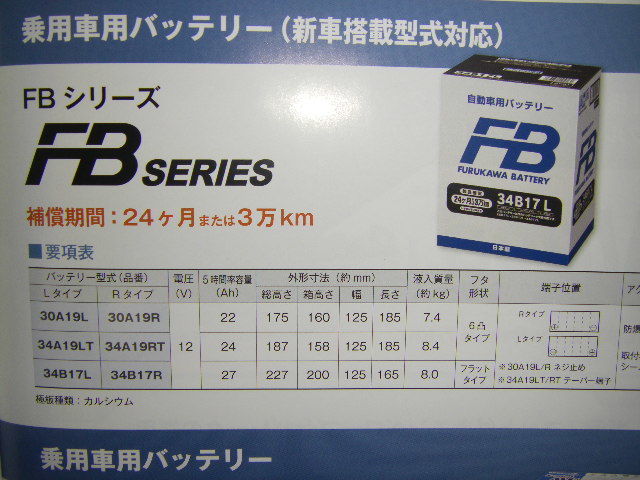 乗用車用バッテリー(新車搭載型式対応)
FBシリーズ
FB SERIES
補償期間:24ヶ月または3万km
自動車用バッテリー
FB
FURUKAWA BATTERY
34B17L
日本製
■要項表
バッテリー型式(品番) 電圧(V) 5時間率容量(Ah) 外形寸法(約mm) 液入質量(約kg) フタ形状 端子位置
Lタイプ Rタイプ 総高さ 箱高さ 幅 長さ
30A19L 30A19R 12 22 175 160 125 185 7.4 6凸タイプ
34A19LT 34A19RT 24 187 158 125 185 8.4
34B17L 34B17R 27 227 200 125 165 8.0 フラットタイプ
Rタイプ
Lタイプ
※30A19L/R ネジ止め
※34A19LT/RT テーパー端子
防爆
取付
シー
極板種類:カルシウム
乗用車用バッテリー